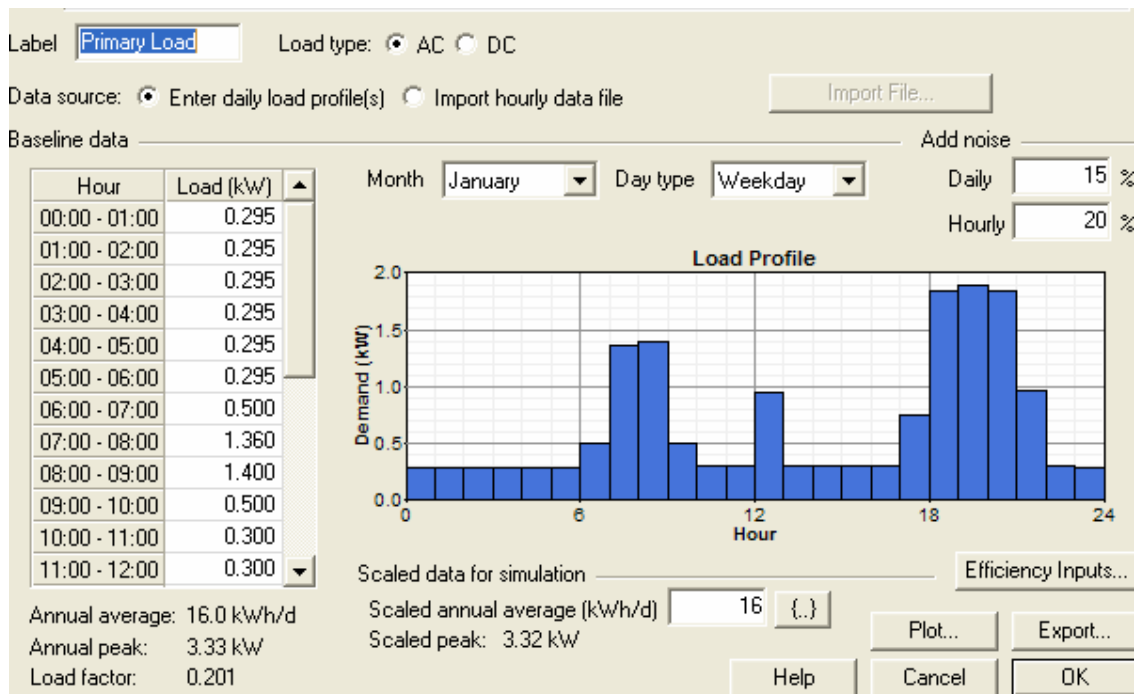 Label Primary Load Load type: AC DC
Data source: Enter daily load profile(s) Import hourly data file Import File...
Baseline data Add noise
Hour Load (kW) Month January Day type Weekday Daily 15 %
00:00 - 01:00 0.295 Hourly 20 %
01:00 - 02:00 0.295
02:00 - 03:00 0.295
03:00 - 04:00 0.295
04:00 - 05:00 0.295
05:00 - 06:00 0.295
06:00 - 07:00 0.500
07:00 - 08:00 1.360
08:00 - 09:00 1.400
09:00 - 10:00 0.500
10:00 - 11:00 0.300
11:00 - 12:00 0.300
Load Profile
Demand (kW)
2.0
1.5
1.0
0.5
0.0
0 6 12 18 24
Hour
Annual average: 16.0 kWh/d
Annual peak: 3.33 kW
Load factor: 0.201
Scaled data for simulation
Scaled annual average (kWh/d) 16 {..}
Scaled peak: 3.32 kW
Efficiency Inputs...
Plot... Export...
Help Cancel OK